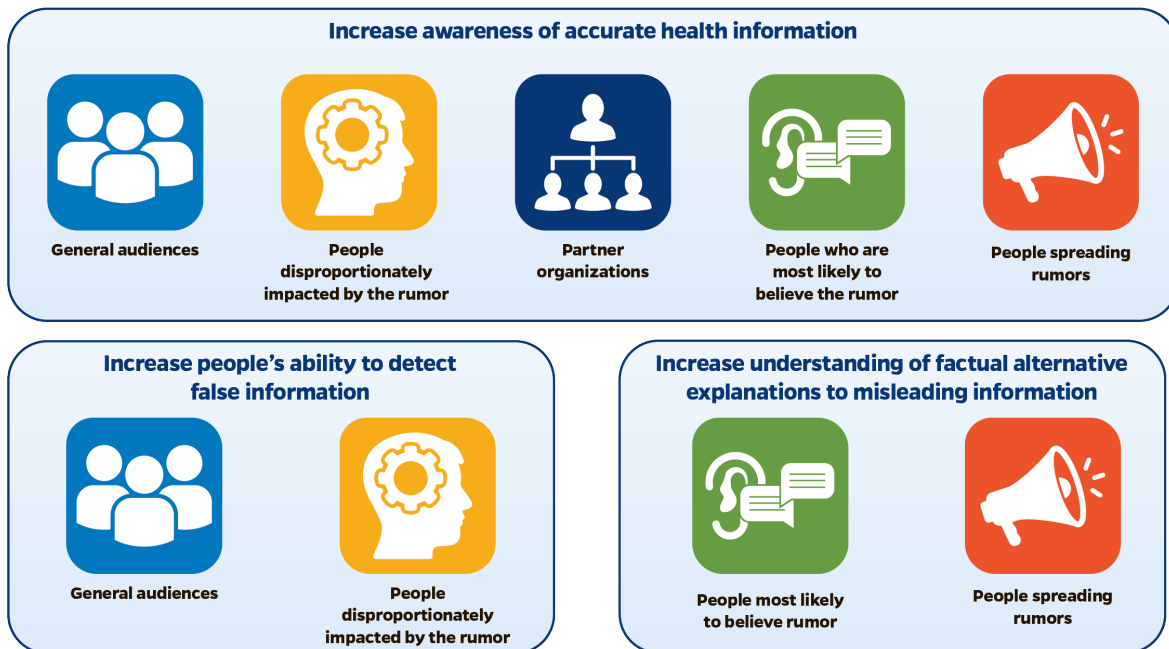 Increase awareness of accurate health information
General audiences
People
disproportionately
impacted by the rumor
Partner
organizations
People who are
most likely to
believe the rumor
People spreading
rumors
Increase people's ability to detect
false information
General audiences
People
disproportionately
impacted by the rumor
Increase understanding of factual alternative
explanations to misleading information
People most likely
to believe rumor
People spreading
rumors